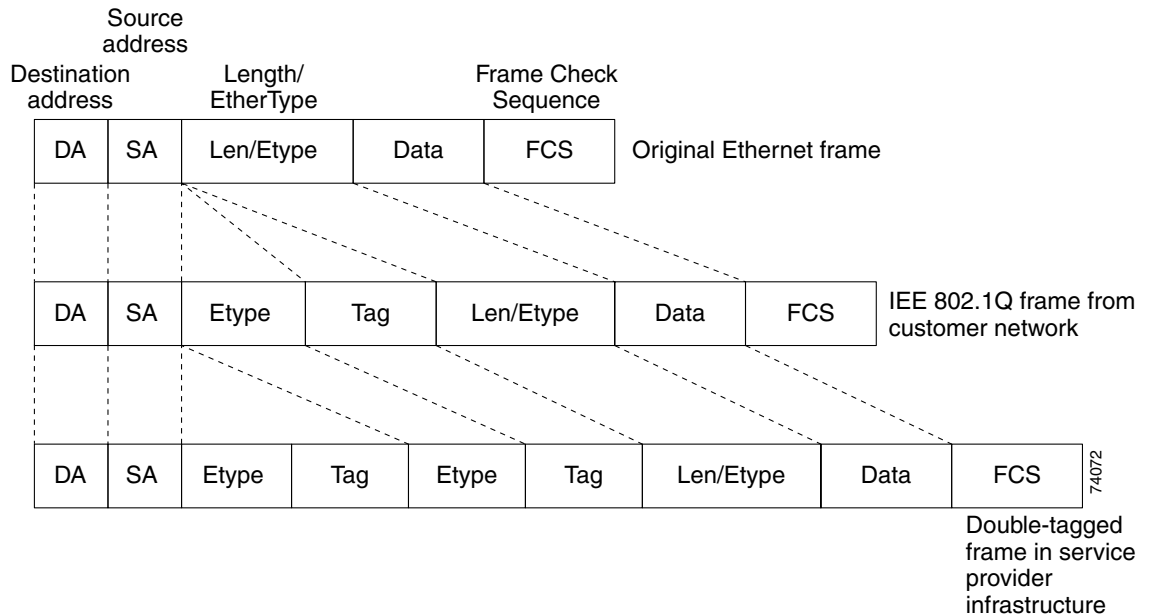 Source
address
Destination
address
Length/
EtherType
Frame Check
Sequence
DA SA Len/Etype Data FCS Original Ethernet frame
DA SA Etype Tag Len/Etype Data FCS
IEE 802.1Q frame from
customer network
DA SA Etype Tag Etype Tag Len/Etype Data FCS
74072
Double-tagged
frame in service
provider
infrastructure